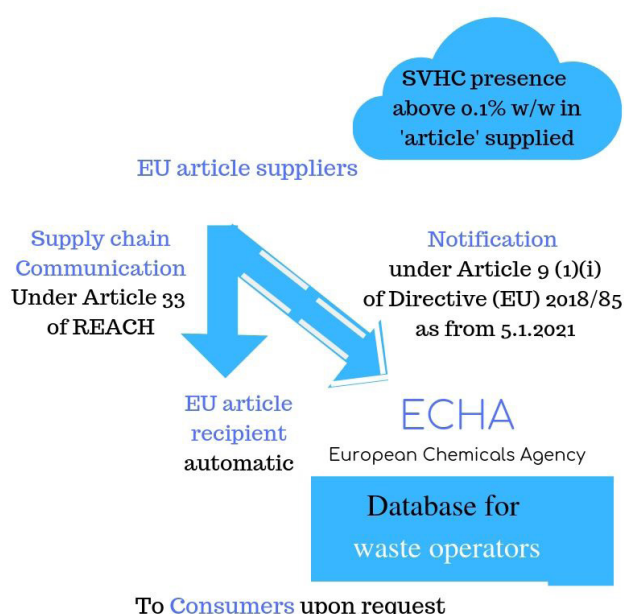 SVHC presence
above 0.1% w/w in
'article' supplied
EU article suppliers
Supply chain
Communication
Under Article 33
of REACH
Notification
under Article 9 (1)(i)
of Directive (EU) 2018/85
as from 5.1.2021
EU article
recipient
automatic
ECHA
European Chemicals Agency
Database for
waste operators
To Consumers upon request